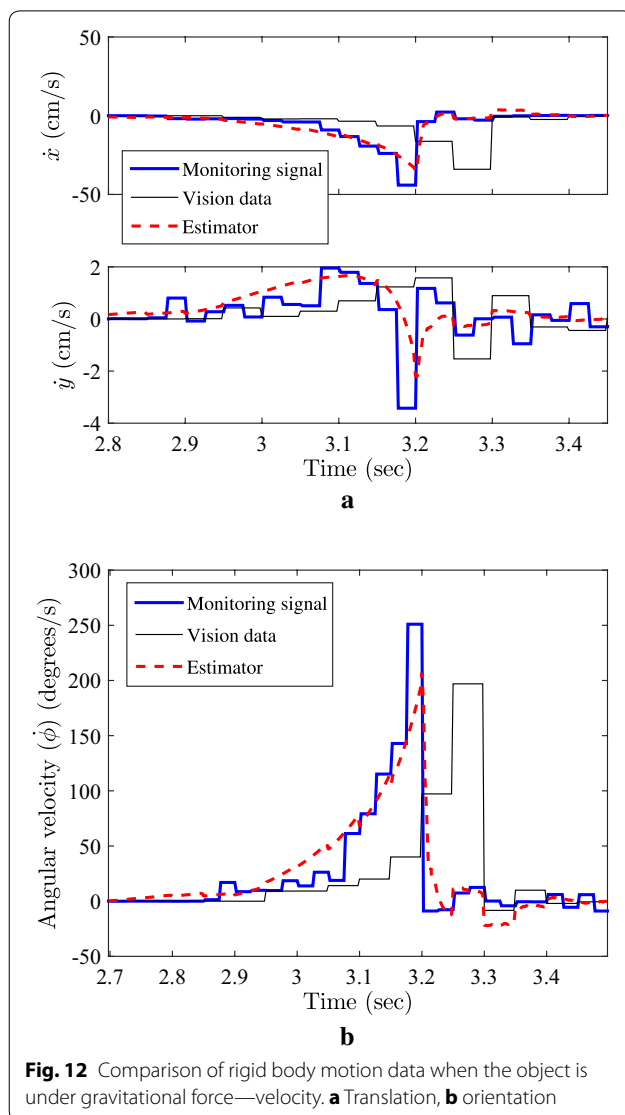 50
0
-50
ẋ (cm/s)
Monitoring signal
Vision data
Estimator
2
0
-2
-4
ẏ (cm/s)
2.8 2.9 3 3.1 3.2 3.3 3.4
Time (sec)
a
300
250
200
150
100
50
0
-50
Angular velocity (ϕ̇) (degrees/s)
Monitoring signal
Vision data
Estimator
2.7 2.8 2.9 3 3.1 3.2 3.3 3.4
Time (sec)
b
Fig. 12 Comparison of rigid body motion data when the object is
under gravitational force—velocity. a Translation, b orientation